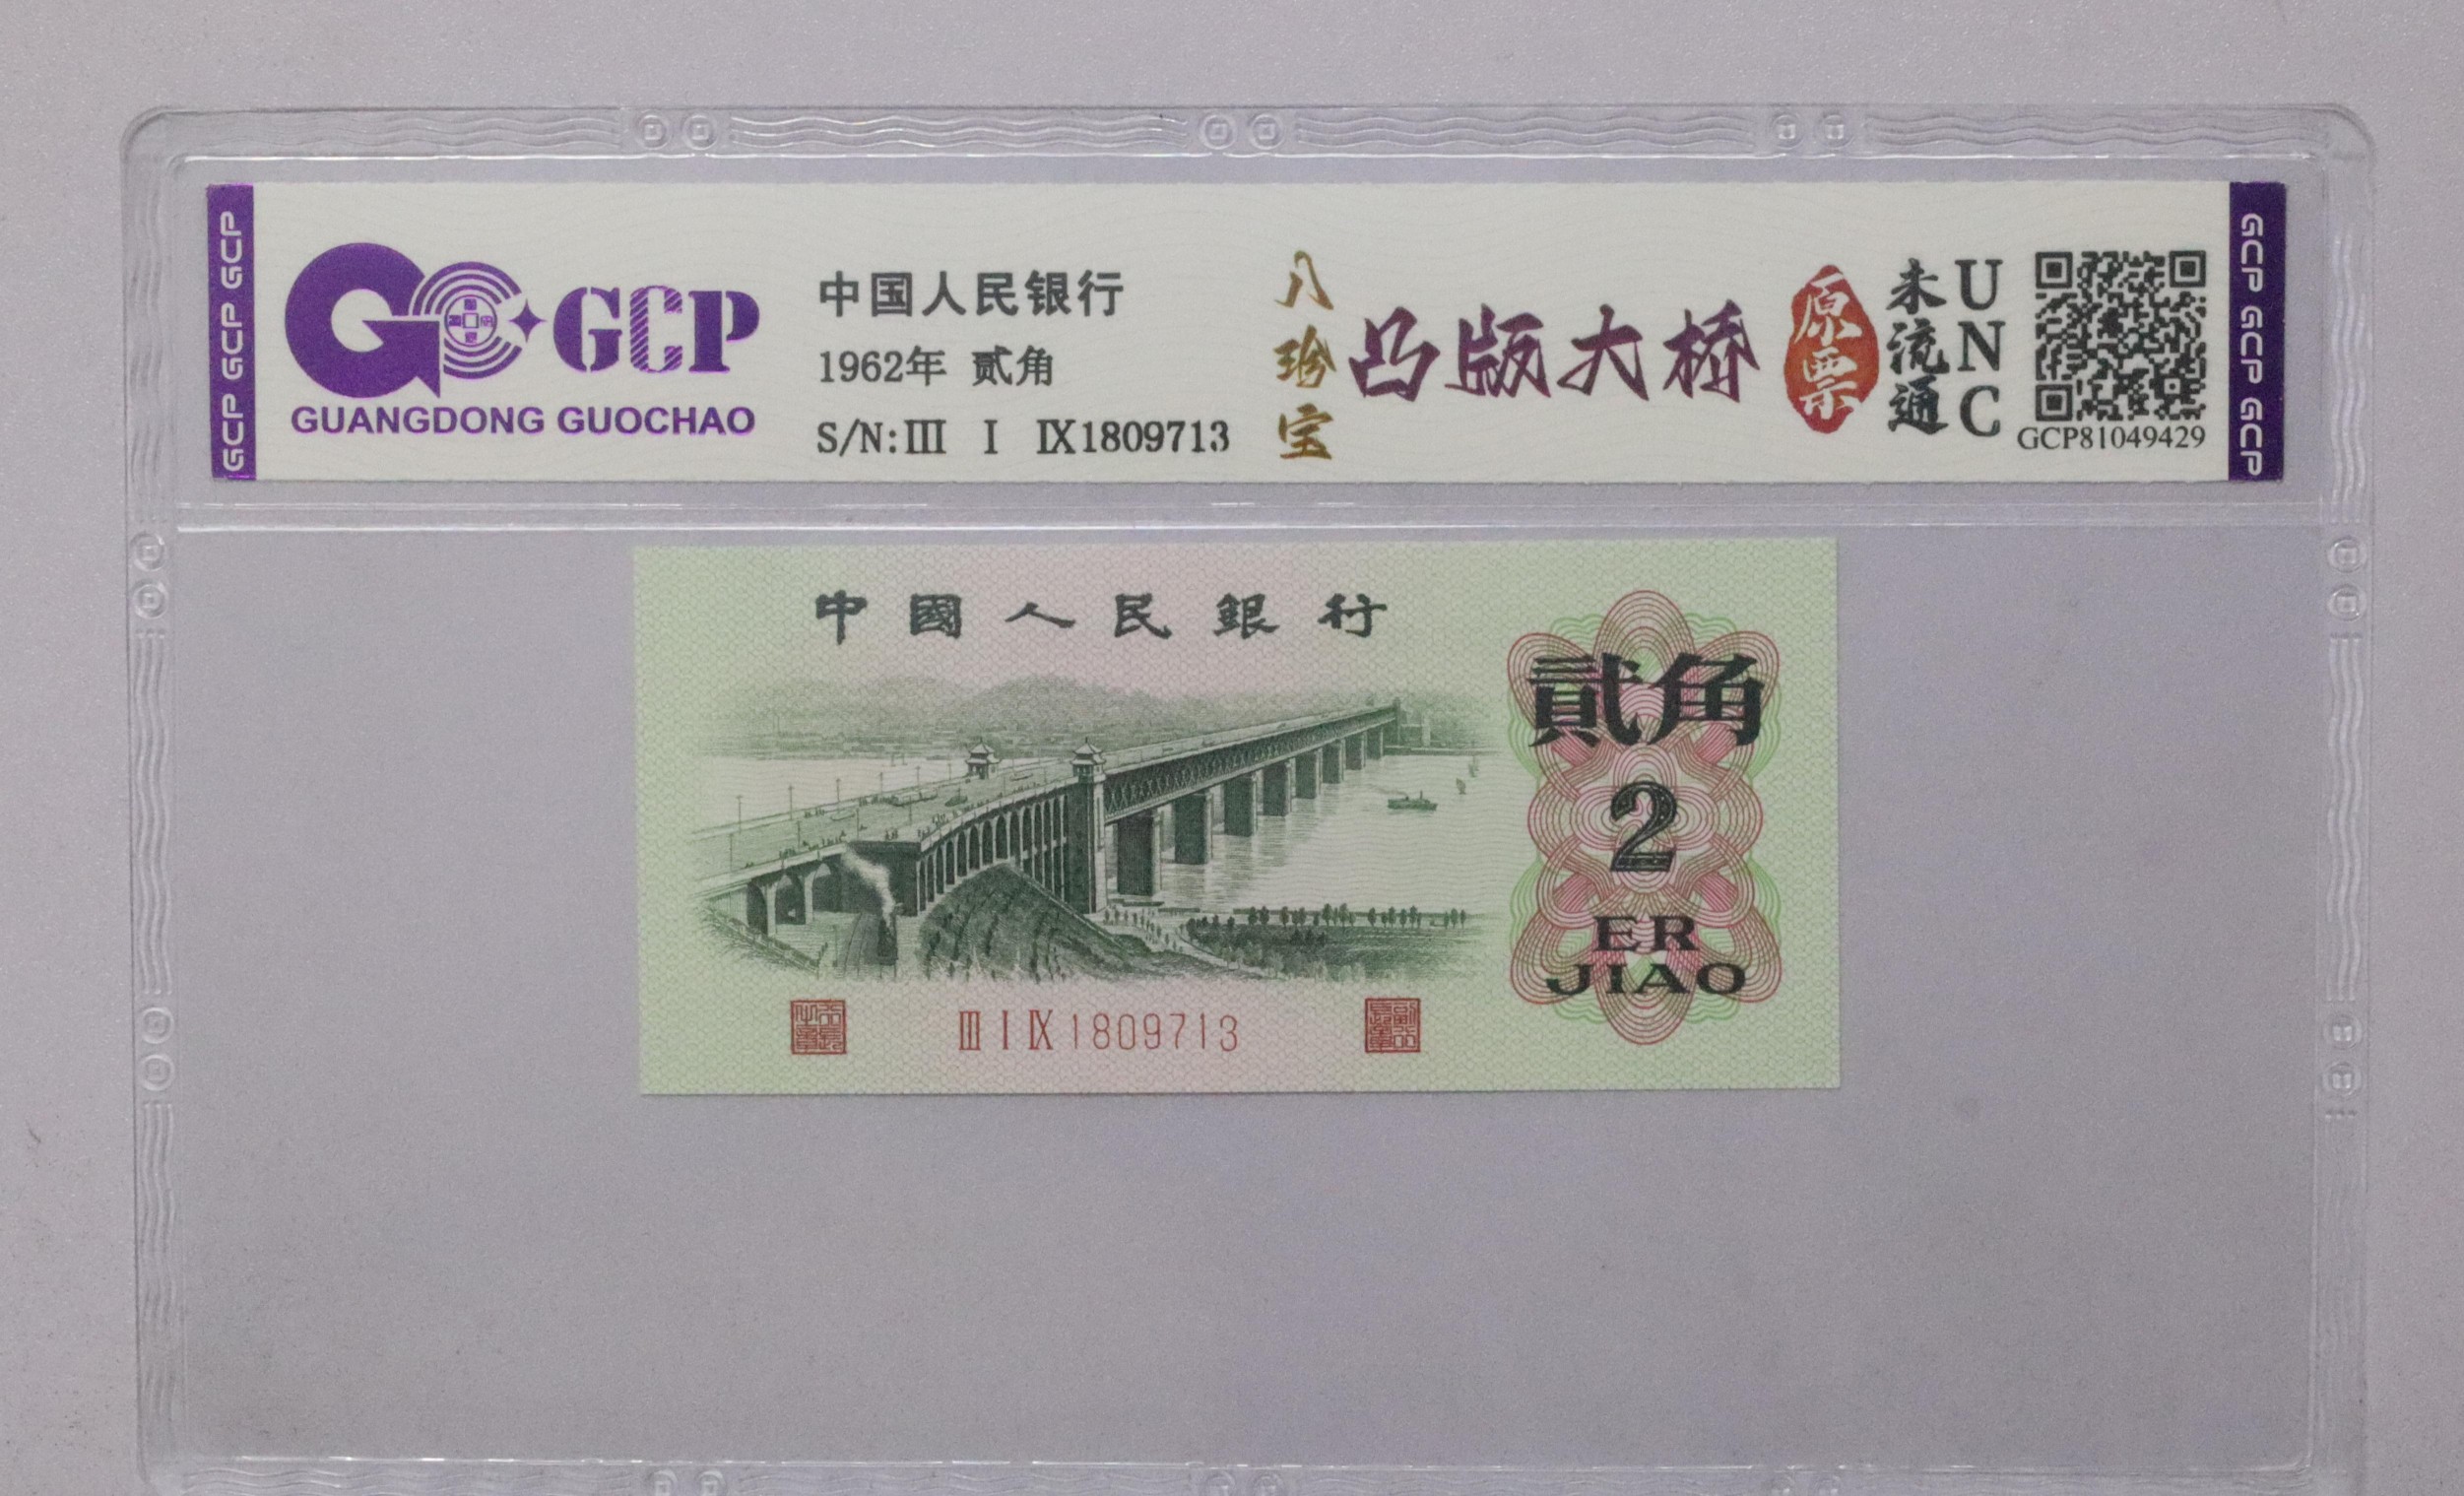 GCP GCP GCP
GCP
GUANGDONG GUOCHAO
中国人民银行
1962年 贰角
S/N:Ⅲ Ⅰ Ⅸ1809713
八珍宝
凸版大桥
原票
未流通
UNC
GCP81049429
GCP GCP GCP
中國人民銀行
貳角
2
ER
JIAO
Ⅲ Ⅰ Ⅸ 1809713